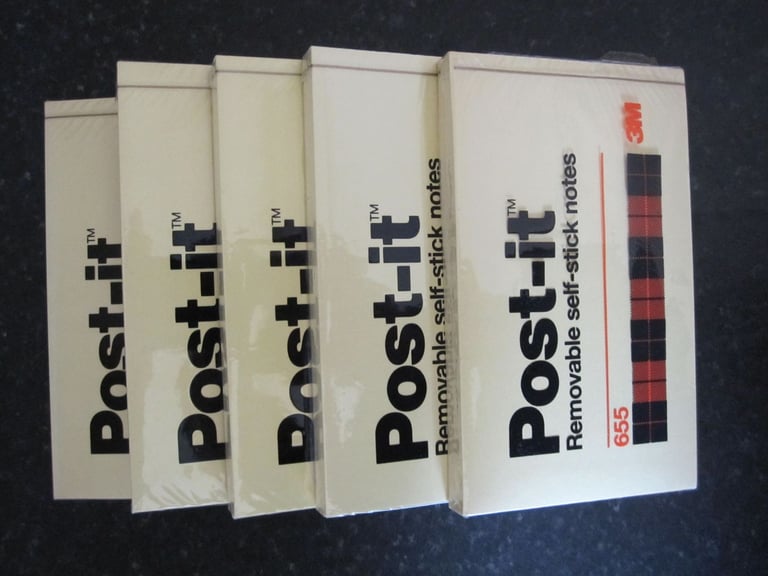 Post-it™
Post-it™
Post-it™
Post-it™
Removable self-stick notes
Post-it™
Removable self-stick notes
655
3M